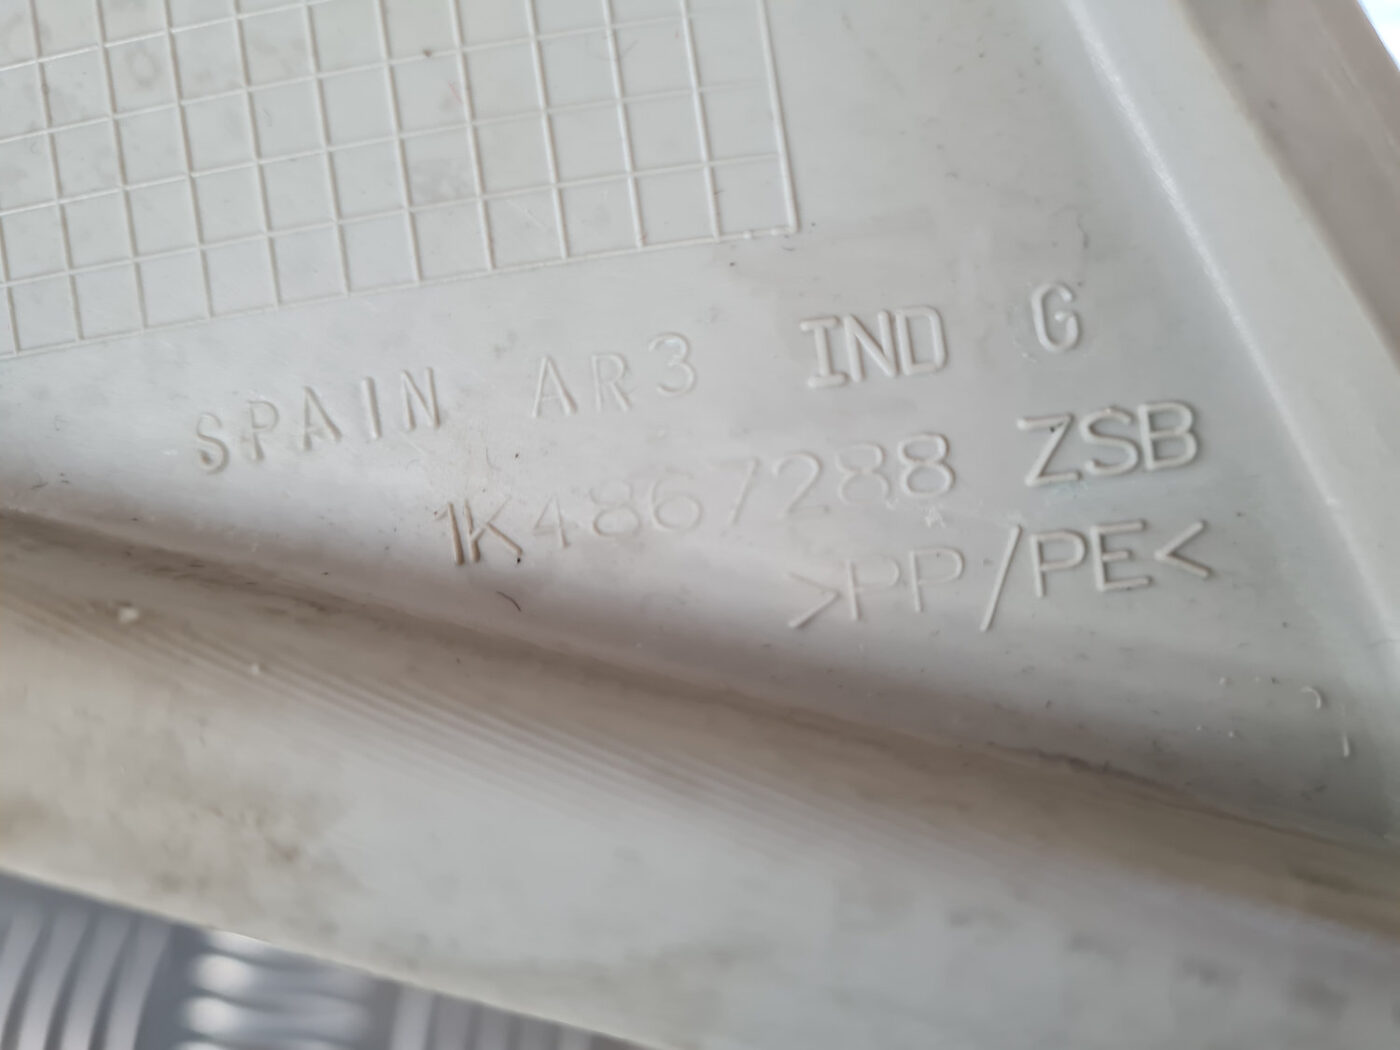 SPAIN AR3 IND G
1K4867288 ZSB
>PP/PE<